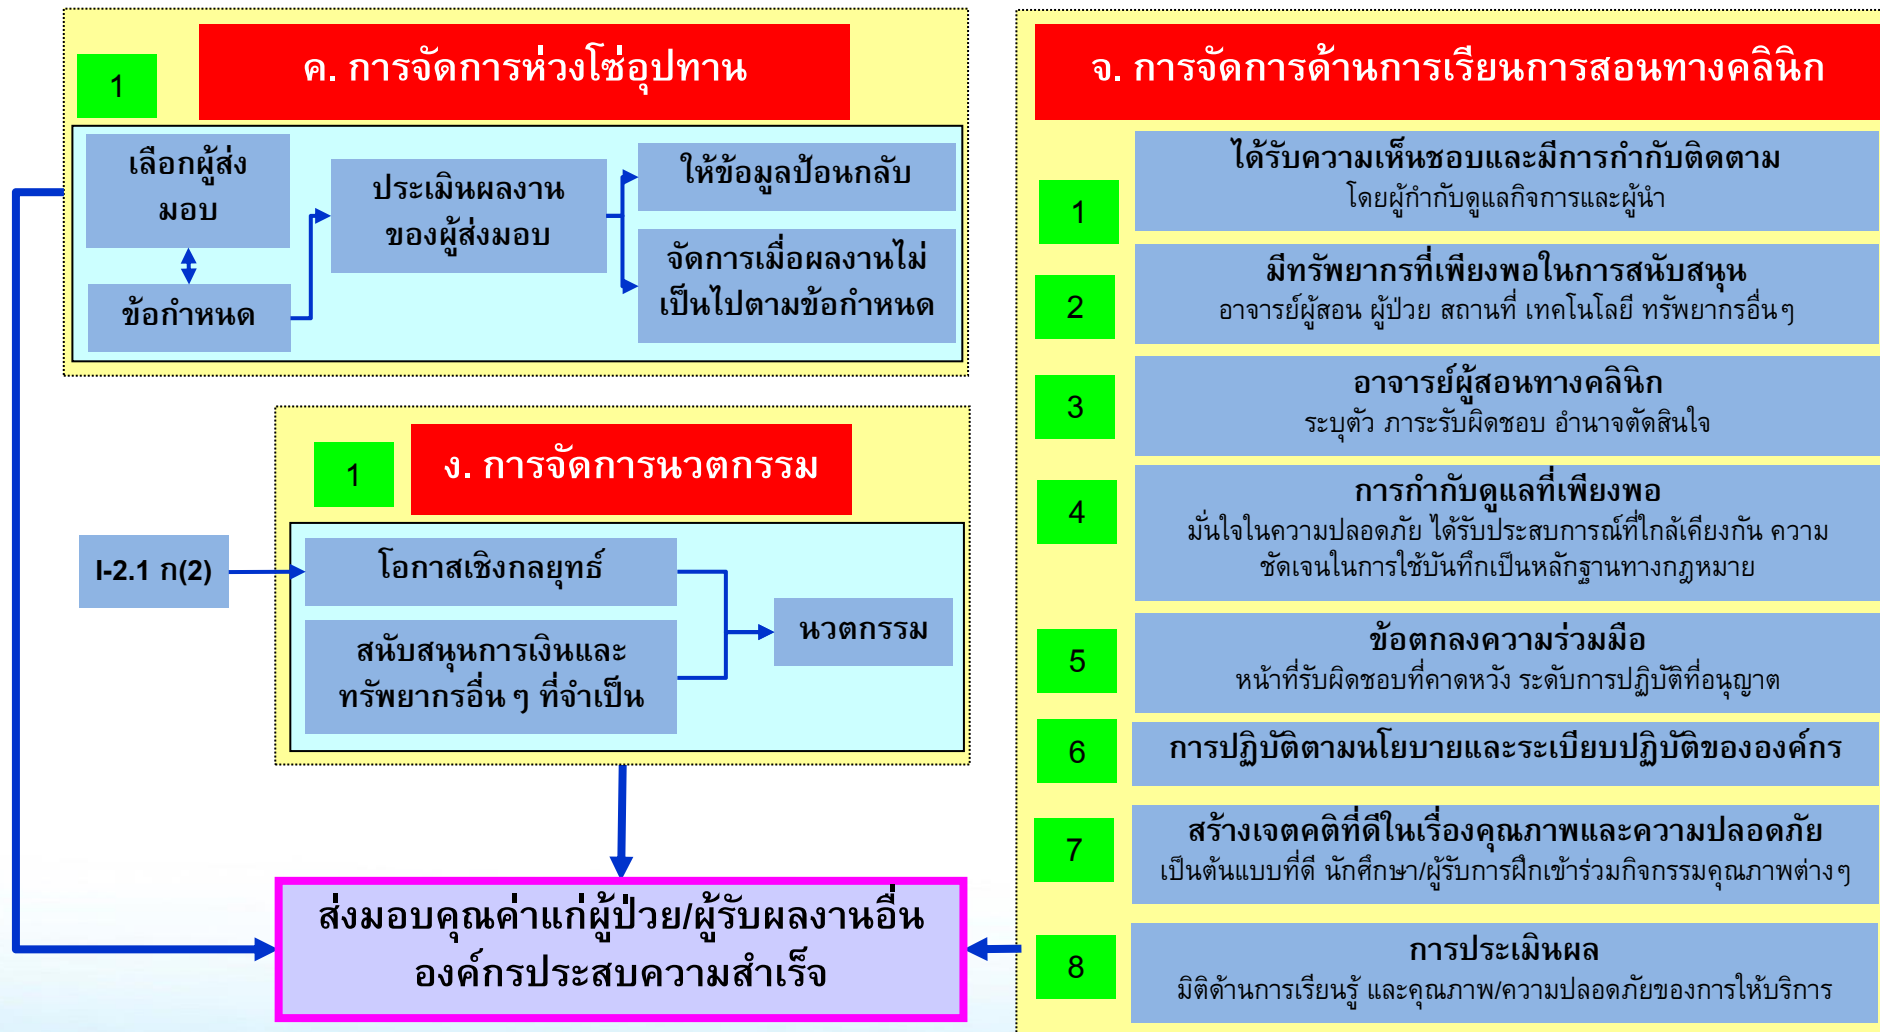 1
ค. การจัดการห่วงโซ่อุปทาน
เลือกผู้ส่ง
มอบ
ข้อกำหนด
ประเมินผลงาน
ของผู้ส่งมอบ
ให้ข้อมูลป้อนกลับ
จัดการเมื่อผลงานไม่
เป็นไปตามข้อกำหนด
1
ง. การจัดการนวตกรรม
I-2.1 ก(2)
โอกาสเชิงกลยุทธ์
สนับสนุนการเงินและ
ทรัพยากรอื่น ๆ ที่จำเป็น
นวตกรรม
ส่งมอบคุณค่าแก่ผู้ป่วย/ผู้รับผลงานอื่น
องค์กรประสบความสำเร็จ
จ. การจัดการด้านการเรียนการสอนทางคลินิก
1
ได้รับความเห็นชอบและมีการกำกับติดตาม
โดยผู้กำกับดูแลกิจการและผู้นำ
2
มีทรัพยากรที่เพียงพอในการสนับสนุน
อาจารย์ผู้สอน ผู้ป่วย สถานที่ เทคโนโลยี ทรัพยากรอื่นๆ
3
อาจารย์ผู้สอนทางคลินิก
ระบุตัว ภาระรับผิดชอบ อำนาจตัดสินใจ
4
การกำกับดูแลที่เพียงพอ
มั่นใจในความปลอดภัย ได้รับประสบการณ์ที่ใกล้เคียงกัน ความ
ชัดเจนในการใช้บันทึกเป็นหลักฐานทางกฎหมาย
5
ข้อตกลงความร่วมมือ
หน้าที่รับผิดชอบที่คาดหวัง ระดับการปฏิบัติที่อนุญาต
6
การปฏิบัติตามนโยบายและระเบียบปฏิบัติขององค์กร
7
สร้างเจตคติที่ดีในเรื่องคุณภาพและความปลอดภัย
เป็นต้นแบบที่ดี นักศึกษา/ผู้รับการฝึกเข้าร่วมกิจกรรมคุณภาพต่างๆ
8
การประเมินผล
มิติด้านการเรียนรู้ และคุณภาพ/ความปลอดภัยของการให้บริการ